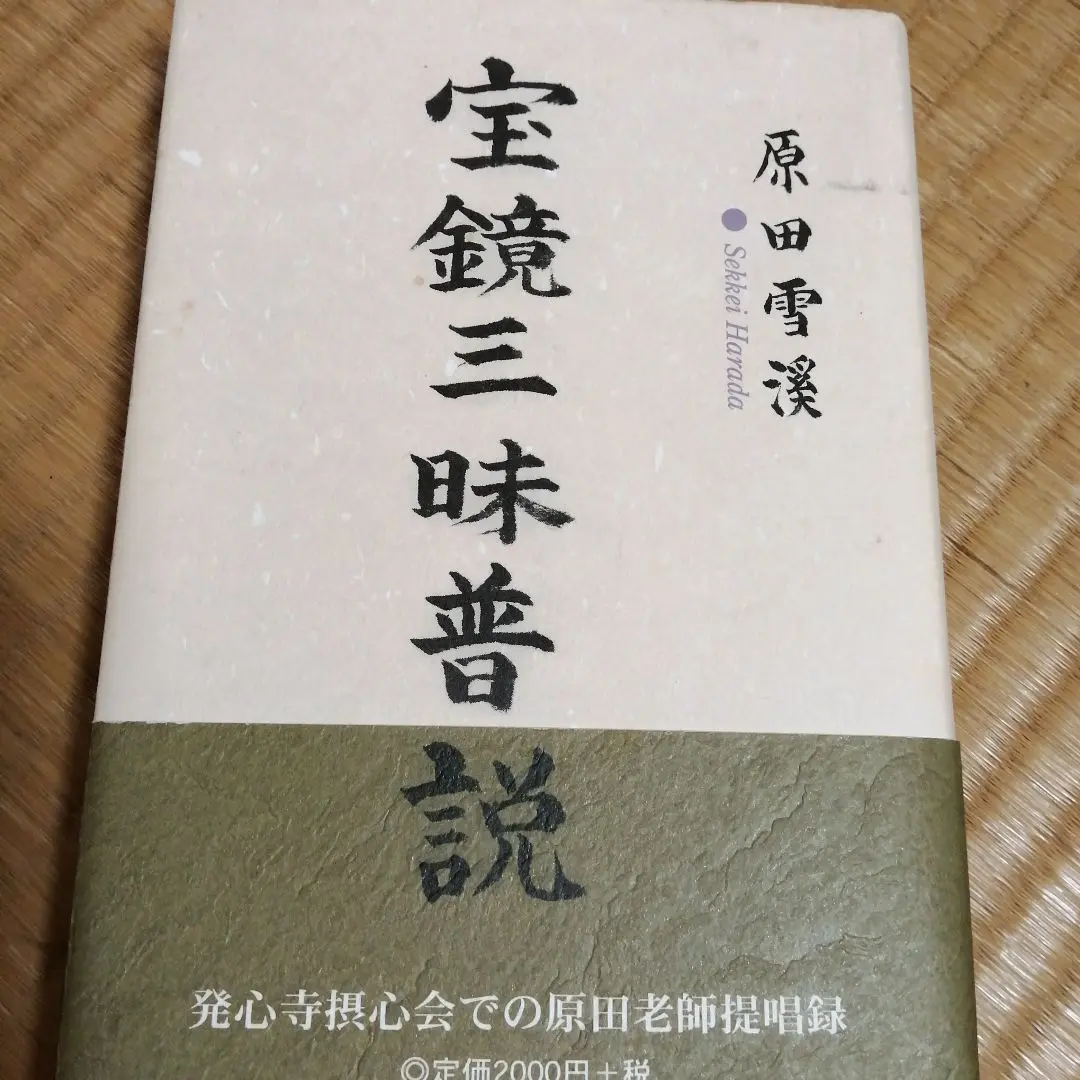 原田雪溪
Sekkei Harada
宝鏡三昧普説
発心寺摂心会での原田老師提唱録
◎定価2000円+税